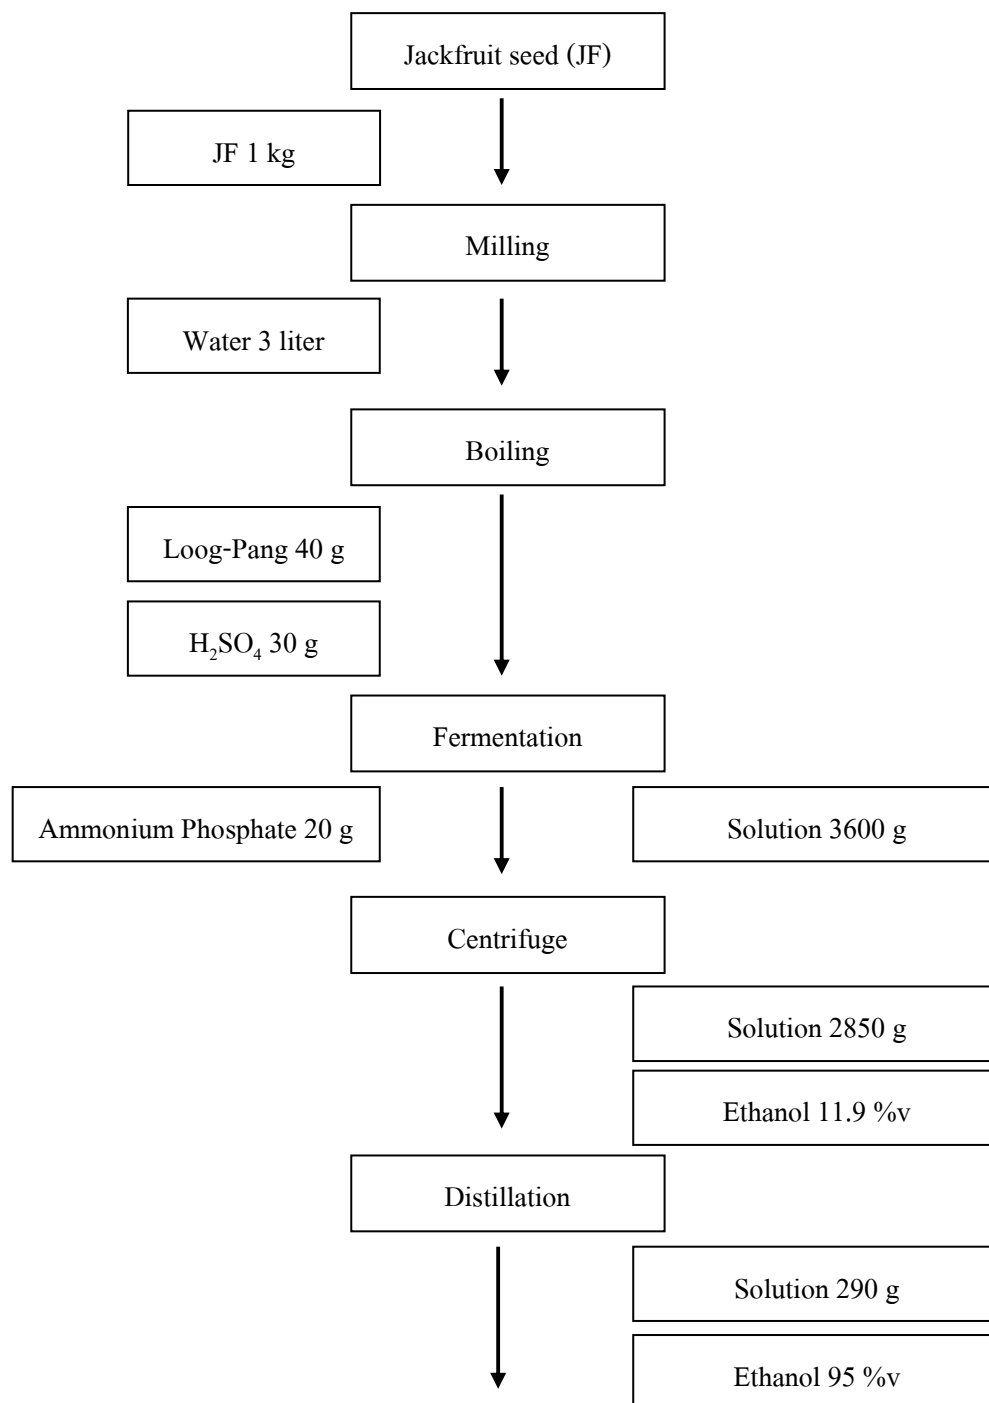 Jackfruit seed (JF)
JF 1 kg
Milling
Water 3 liter
Boiling
Loog-Pang 40 g
H₂SO₄ 30 g
Fermentation
Ammonium Phosphate 20 g
Solution 3600 g
Centrifuge
Solution 2850 g
Ethanol 11.9 %v
Distillation
Solution 290 g
Ethanol 95 %v